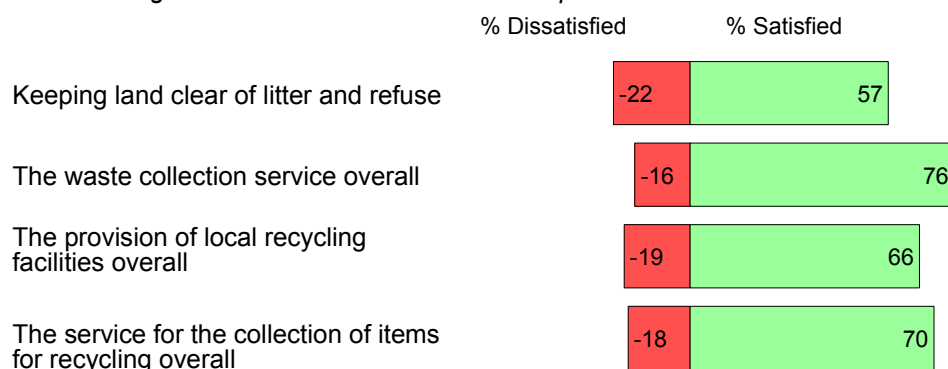 % Dissatisfied % Satisfied
Keeping land clear of litter and refuse -22 57
The waste collection service overall -16 76
The provision of local recycling
facilities overall -19 66
The service for the collection of items
for recycling overall -18 70